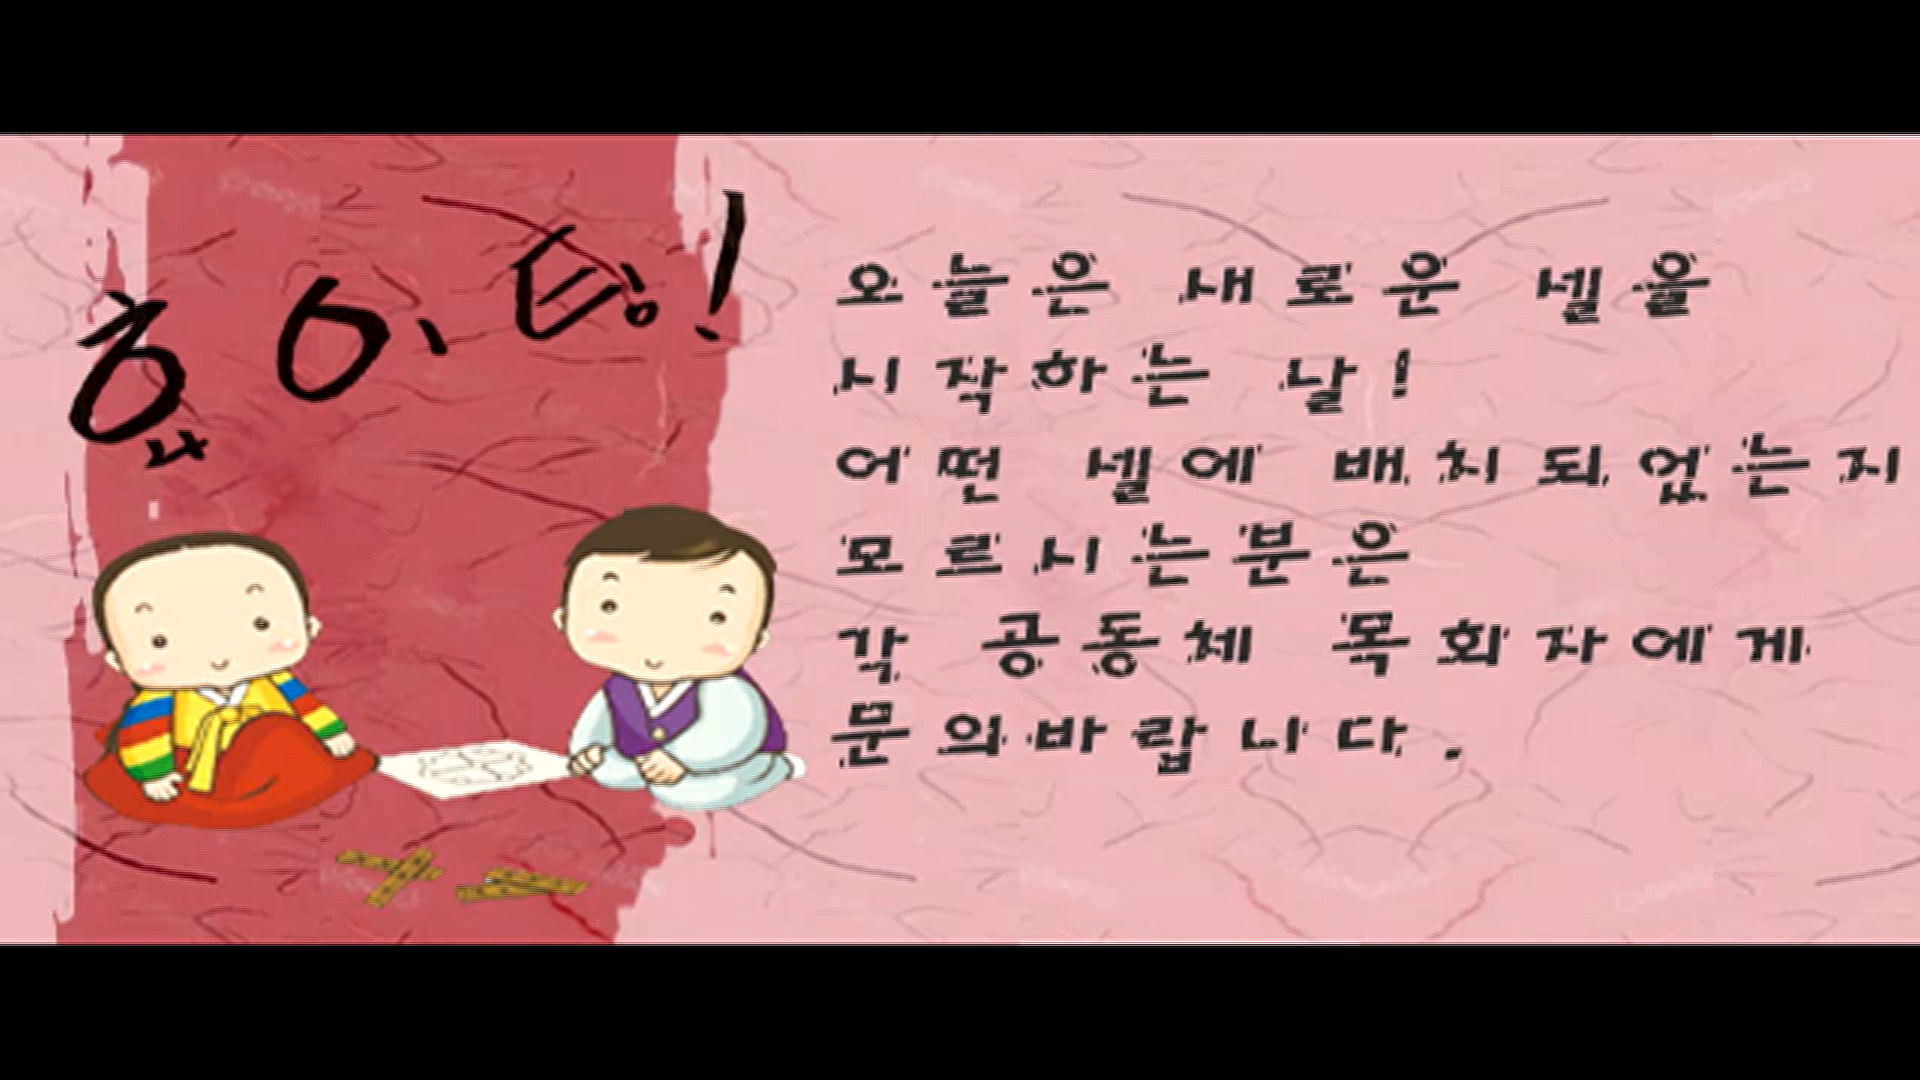 화이팅!
오늘은 새로운 셀을
시작하는 날!
어떤 셀에 배치되었는지
모르시는분은
각 공동체 목회자에게
문의바랍니다.